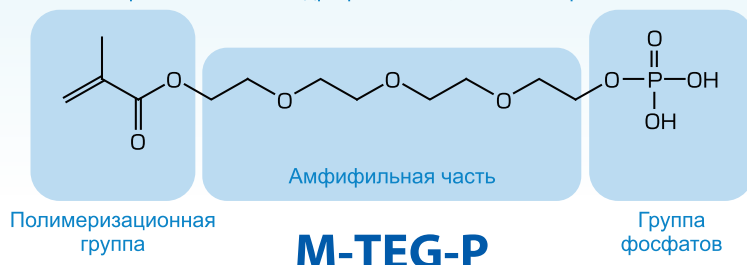 O
O
O
O
O
O
O
P
OH
OH
Амфифильная часть
Полимеризационная
группа
Группа
фосфатов
M-TEG-P